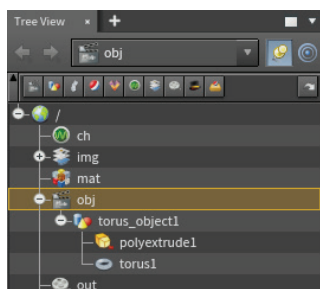 Tree View × +
obj
/
ch
img
mat
obj
torus_object1
polyextrude1
torus1
out